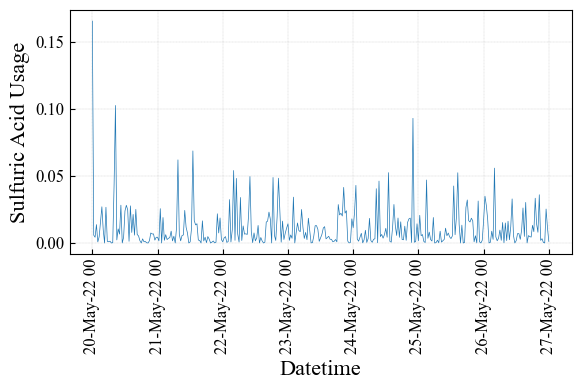 Sulfuric Acid Usage
0.15
0.10
0.05
0.00
20-May-22 00
21-May-22 00
22-May-22 00
23-May-22 00
24-May-22 00
25-May-22 00
26-May-22 00
27-May-22 00
Datetime